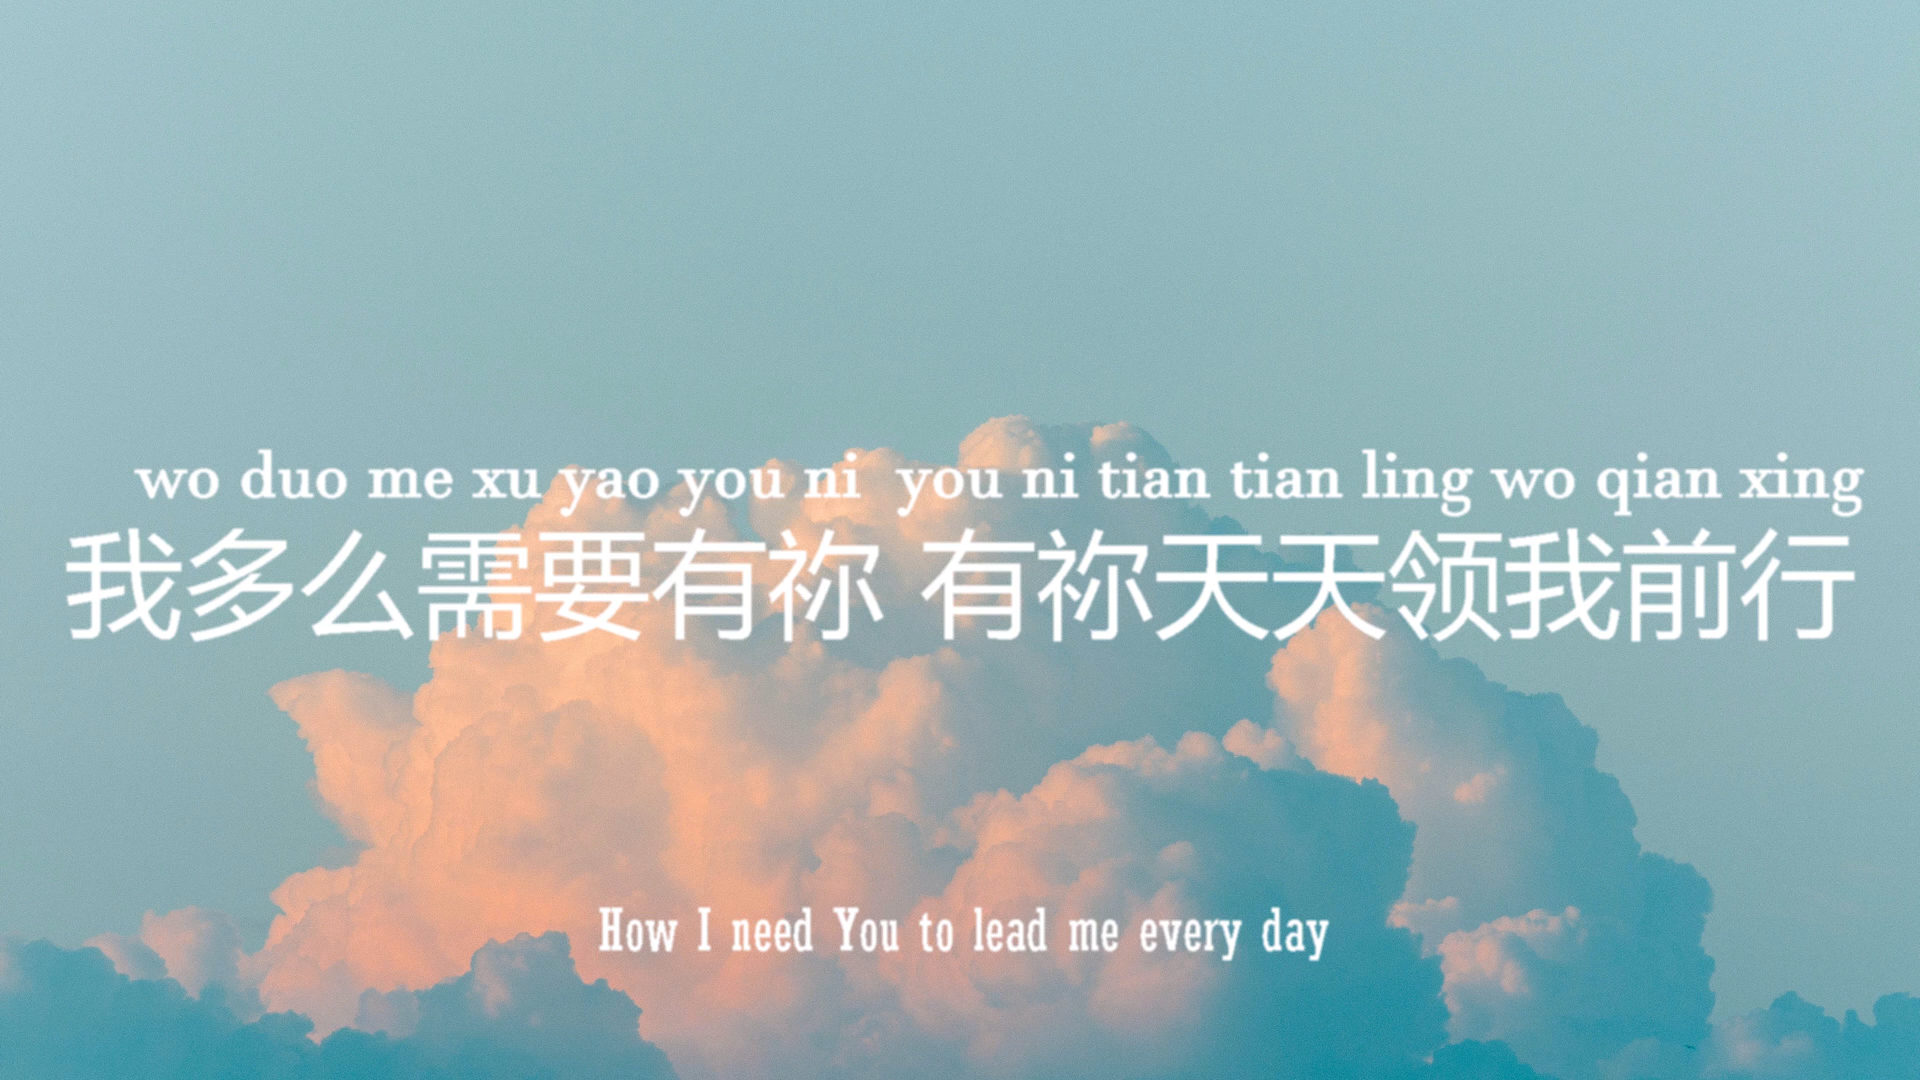 wo duo me xu yao you ni you ni tian tian ling wo qian xing
我多么需要有祢 有祢天天领我前行
How I need You to lead me every day